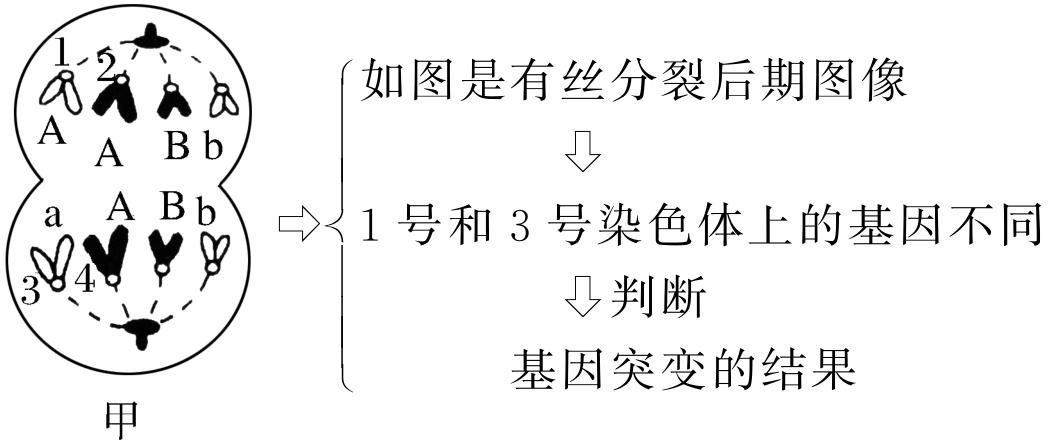 1 2
A A B b
a A B b
3 4
甲
如图是有丝分裂后期图像
1 号和 3 号染色体上的基因不同
判断
基因突变的结果